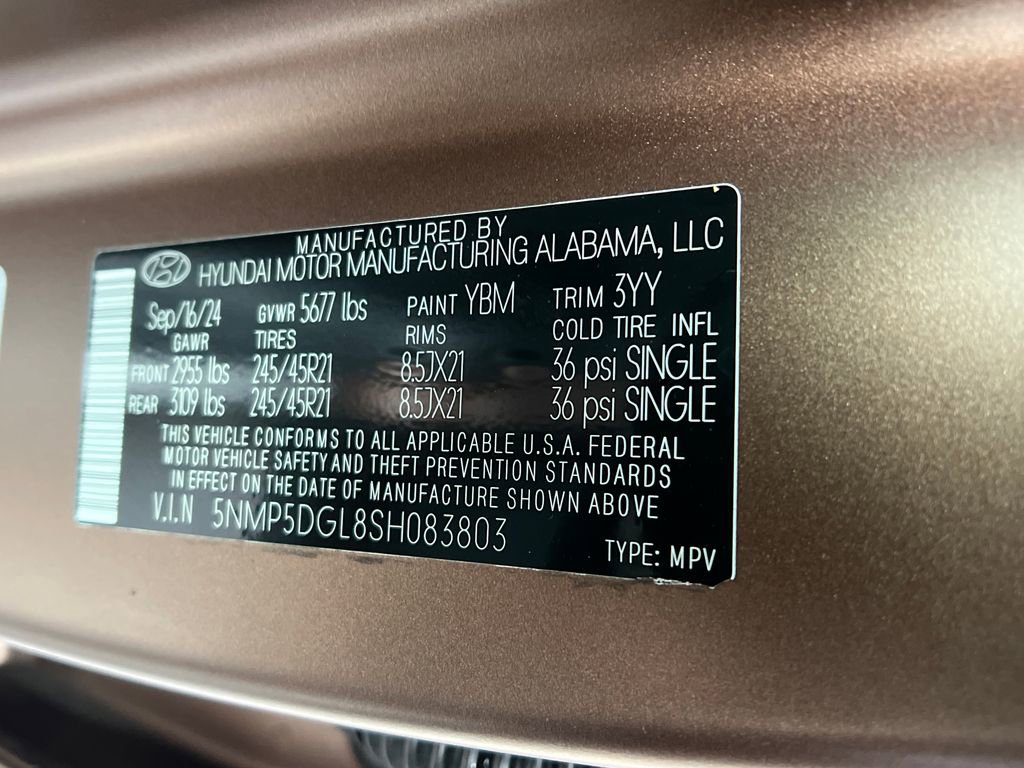 MANUFACTURED BY
HYUNDAI MOTOR MANUFACTURING ALABAMA, LLC
Sep/16/24 GVWR 5677 lbs PAINT YBM TRIM 3YY
GAWR TIRES RIMS COLD TIRE INFL
FRONT 2955 lbs 245/45R21 8.5JX21 36 psi SINGLE
REAR 3109 lbs 245/45R21 8.5JX21 36 psi SINGLE
THIS VEHICLE CONFORMS TO ALL APPLICABLE U.S.A. FEDERAL
MOTOR VEHICLE SAFETY AND THEFT PREVENTION STANDARDS
IN EFFECT ON THE DATE OF MANUFACTURE SHOWN ABOVE
V.I.N 5NMP5DGL8SH083803
TYPE: MPV